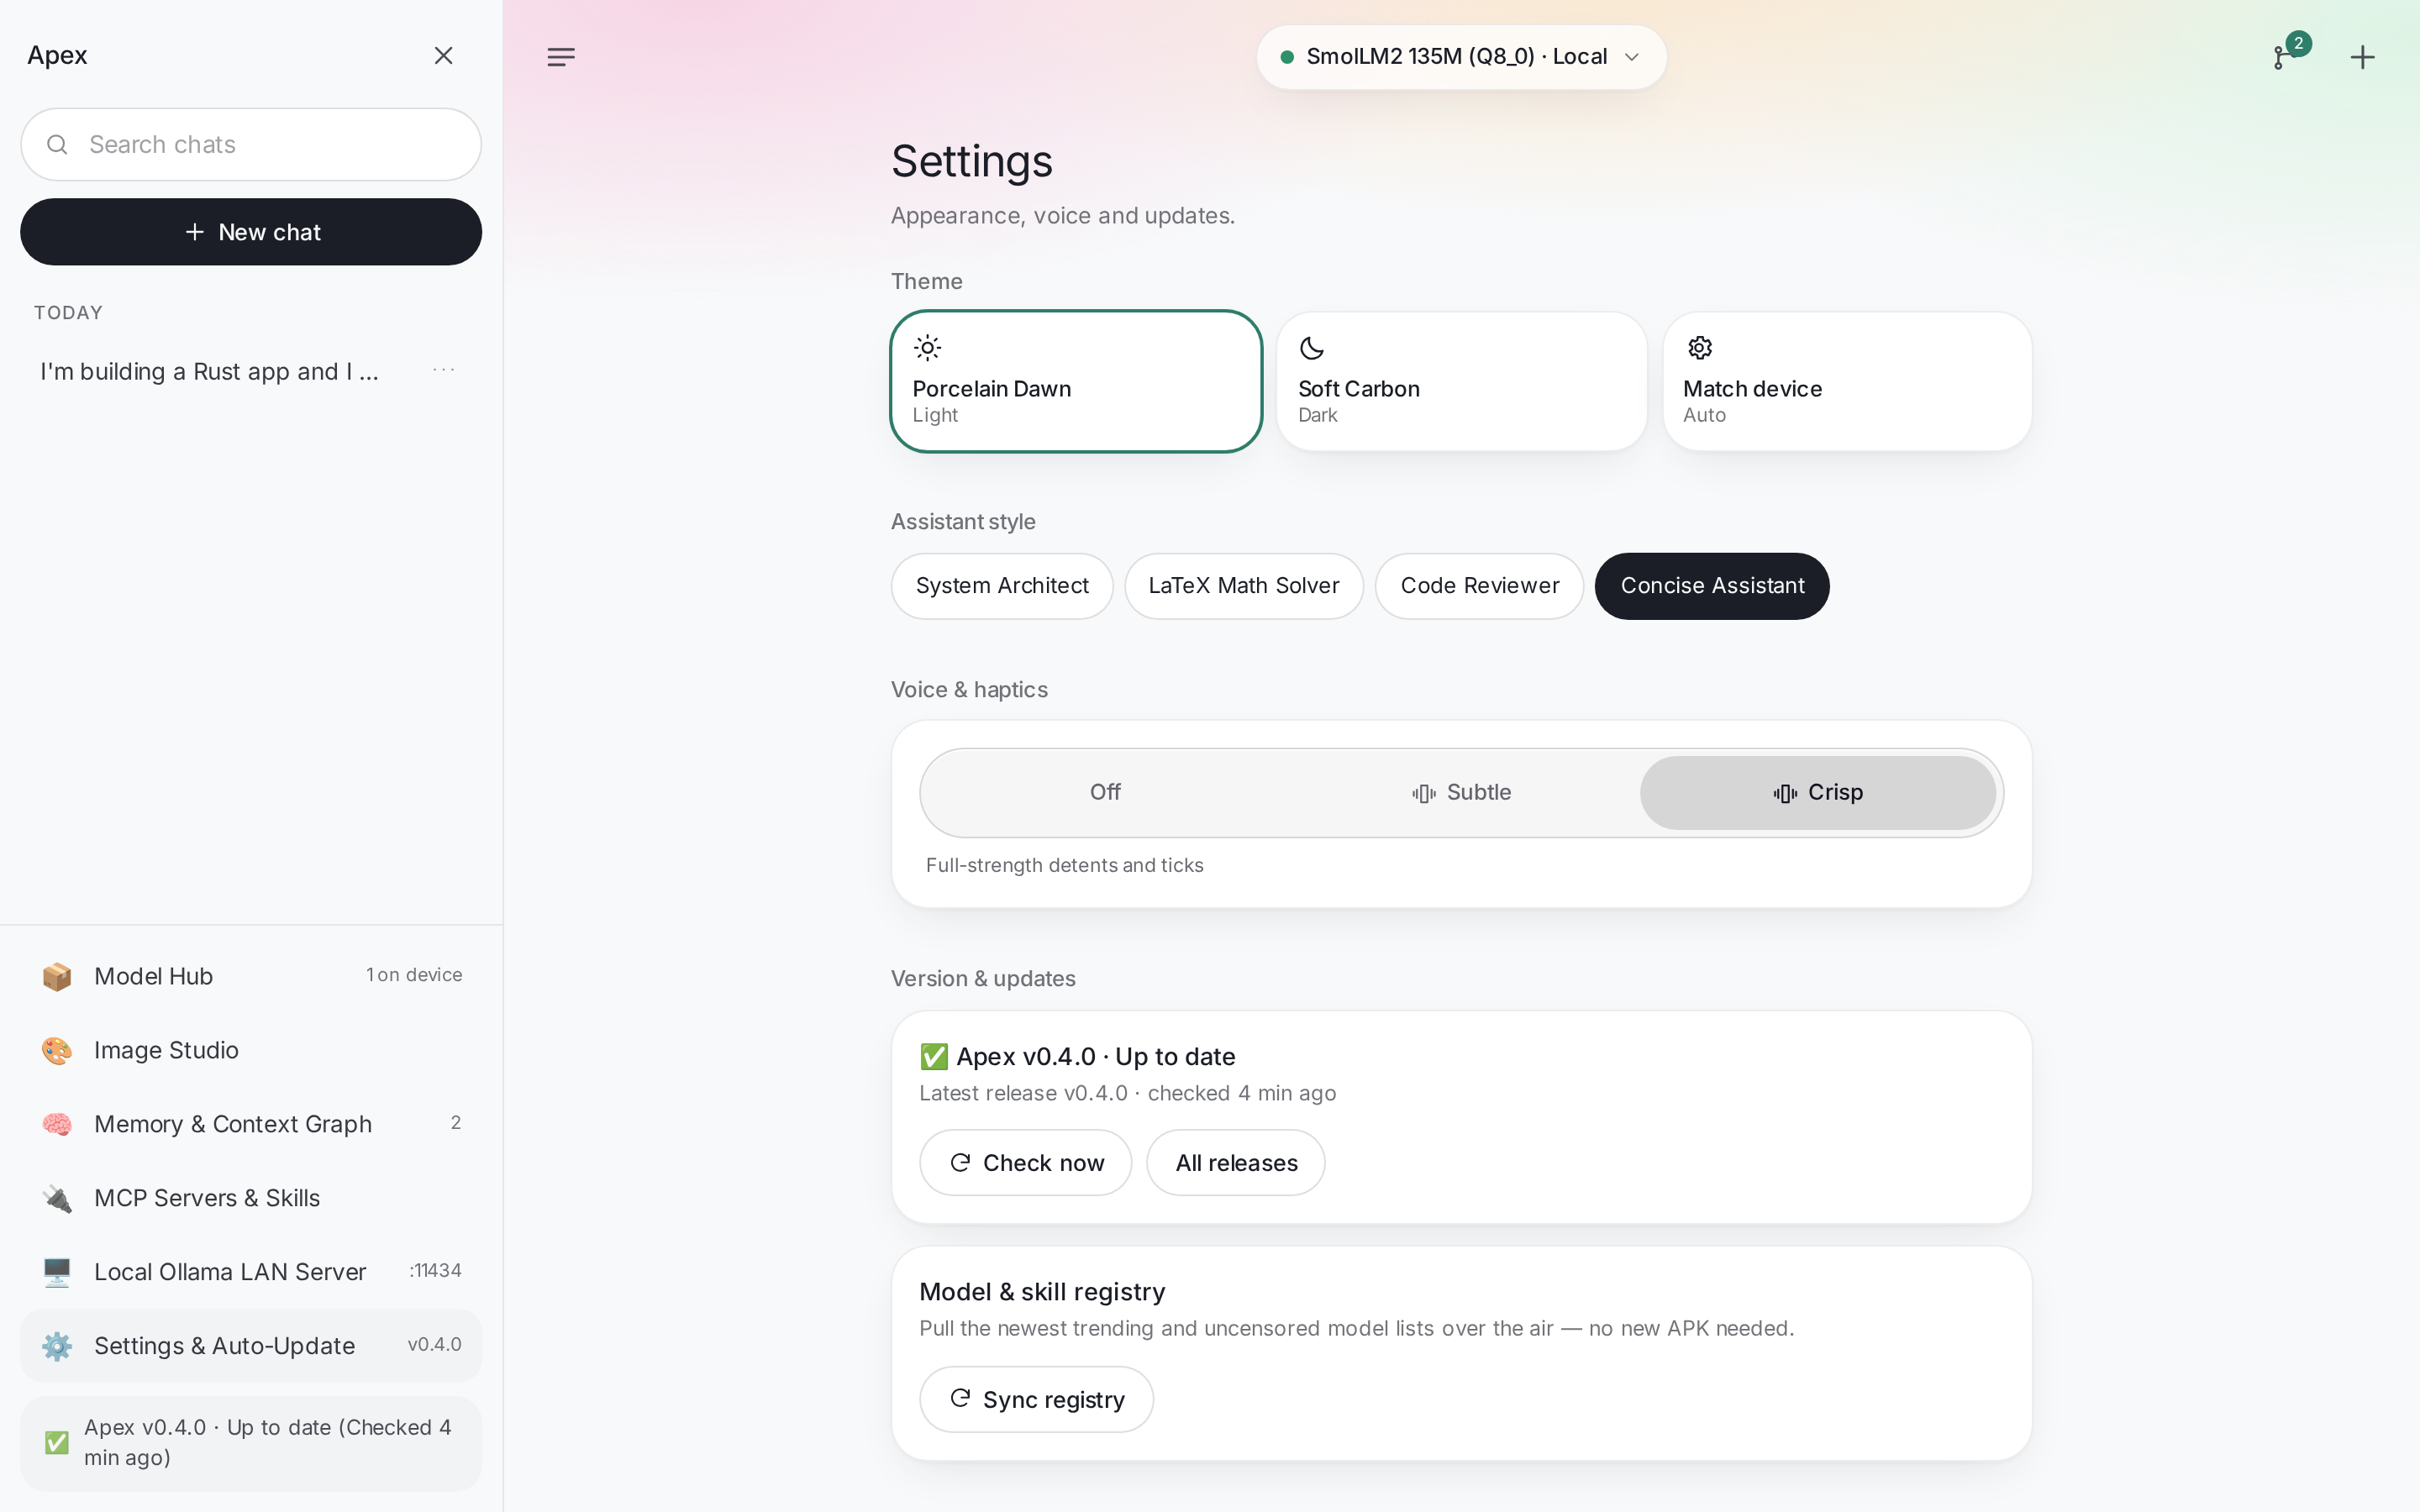 Apex
Search chats
New chat
TODAY
I'm building a Rust app and I ...
Model Hub 1 on device
Image Studio
Memory & Context Graph 2
MCP Servers & Skills
Local Ollama LAN Server :11434
Settings & Auto-Update v0.4.0
Apex v0.4.0 · Up to date (Checked 4
min ago)
SmolLM2 135M (Q8_0) · Local
2
Settings
Appearance, voice and updates.
Theme
Porcelain Dawn
Light
Soft Carbon
Dark
Match device
Auto
Assistant style
System Architect
LaTeX Math Solver
Code Reviewer
Concise Assistant
Voice & haptics
Off
Subtle
Crisp
Full-strength detents and ticks
Version & updates
Apex v0.4.0 · Up to date
Latest release v0.4.0 · checked 4 min ago
Check now
All releases
Model & skill registry
Pull the newest trending and uncensored model lists over the air — no new APK needed.
Sync registry